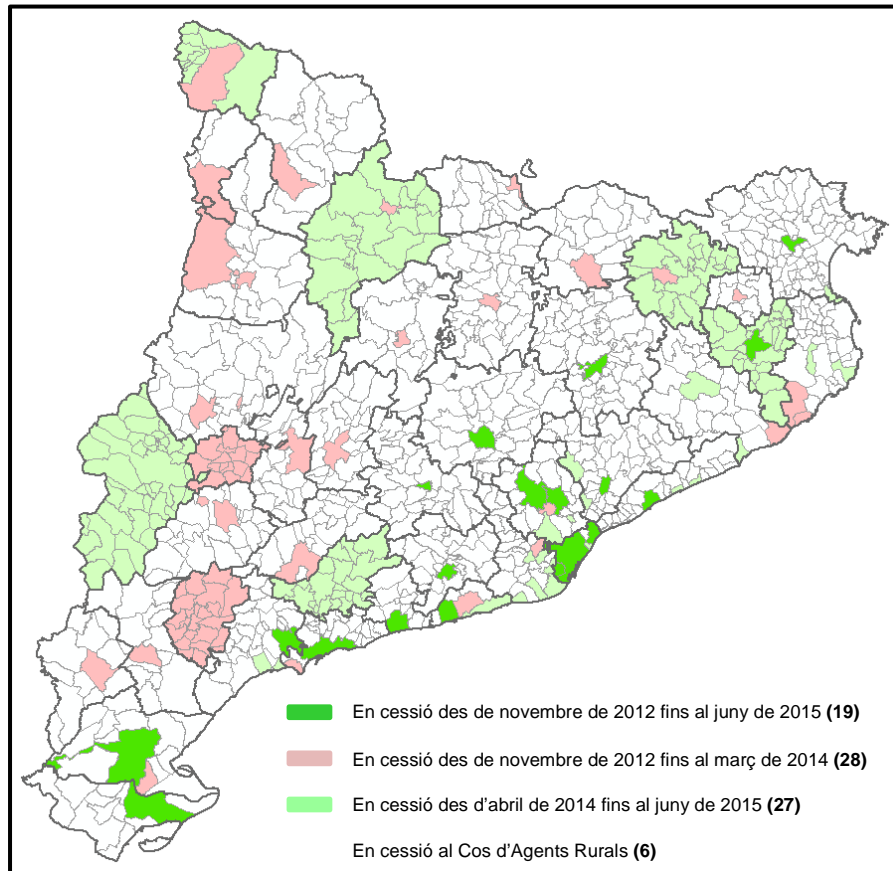 En cessió des de novembre de 2012 fins al juny de 2015 (19)
En cessió des de novembre de 2012 fins al març de 2014 (28)
En cessió des d'abril de 2014 fins al juny de 2015 (27)
En cessió al Cos d'Agents Rurals (6)